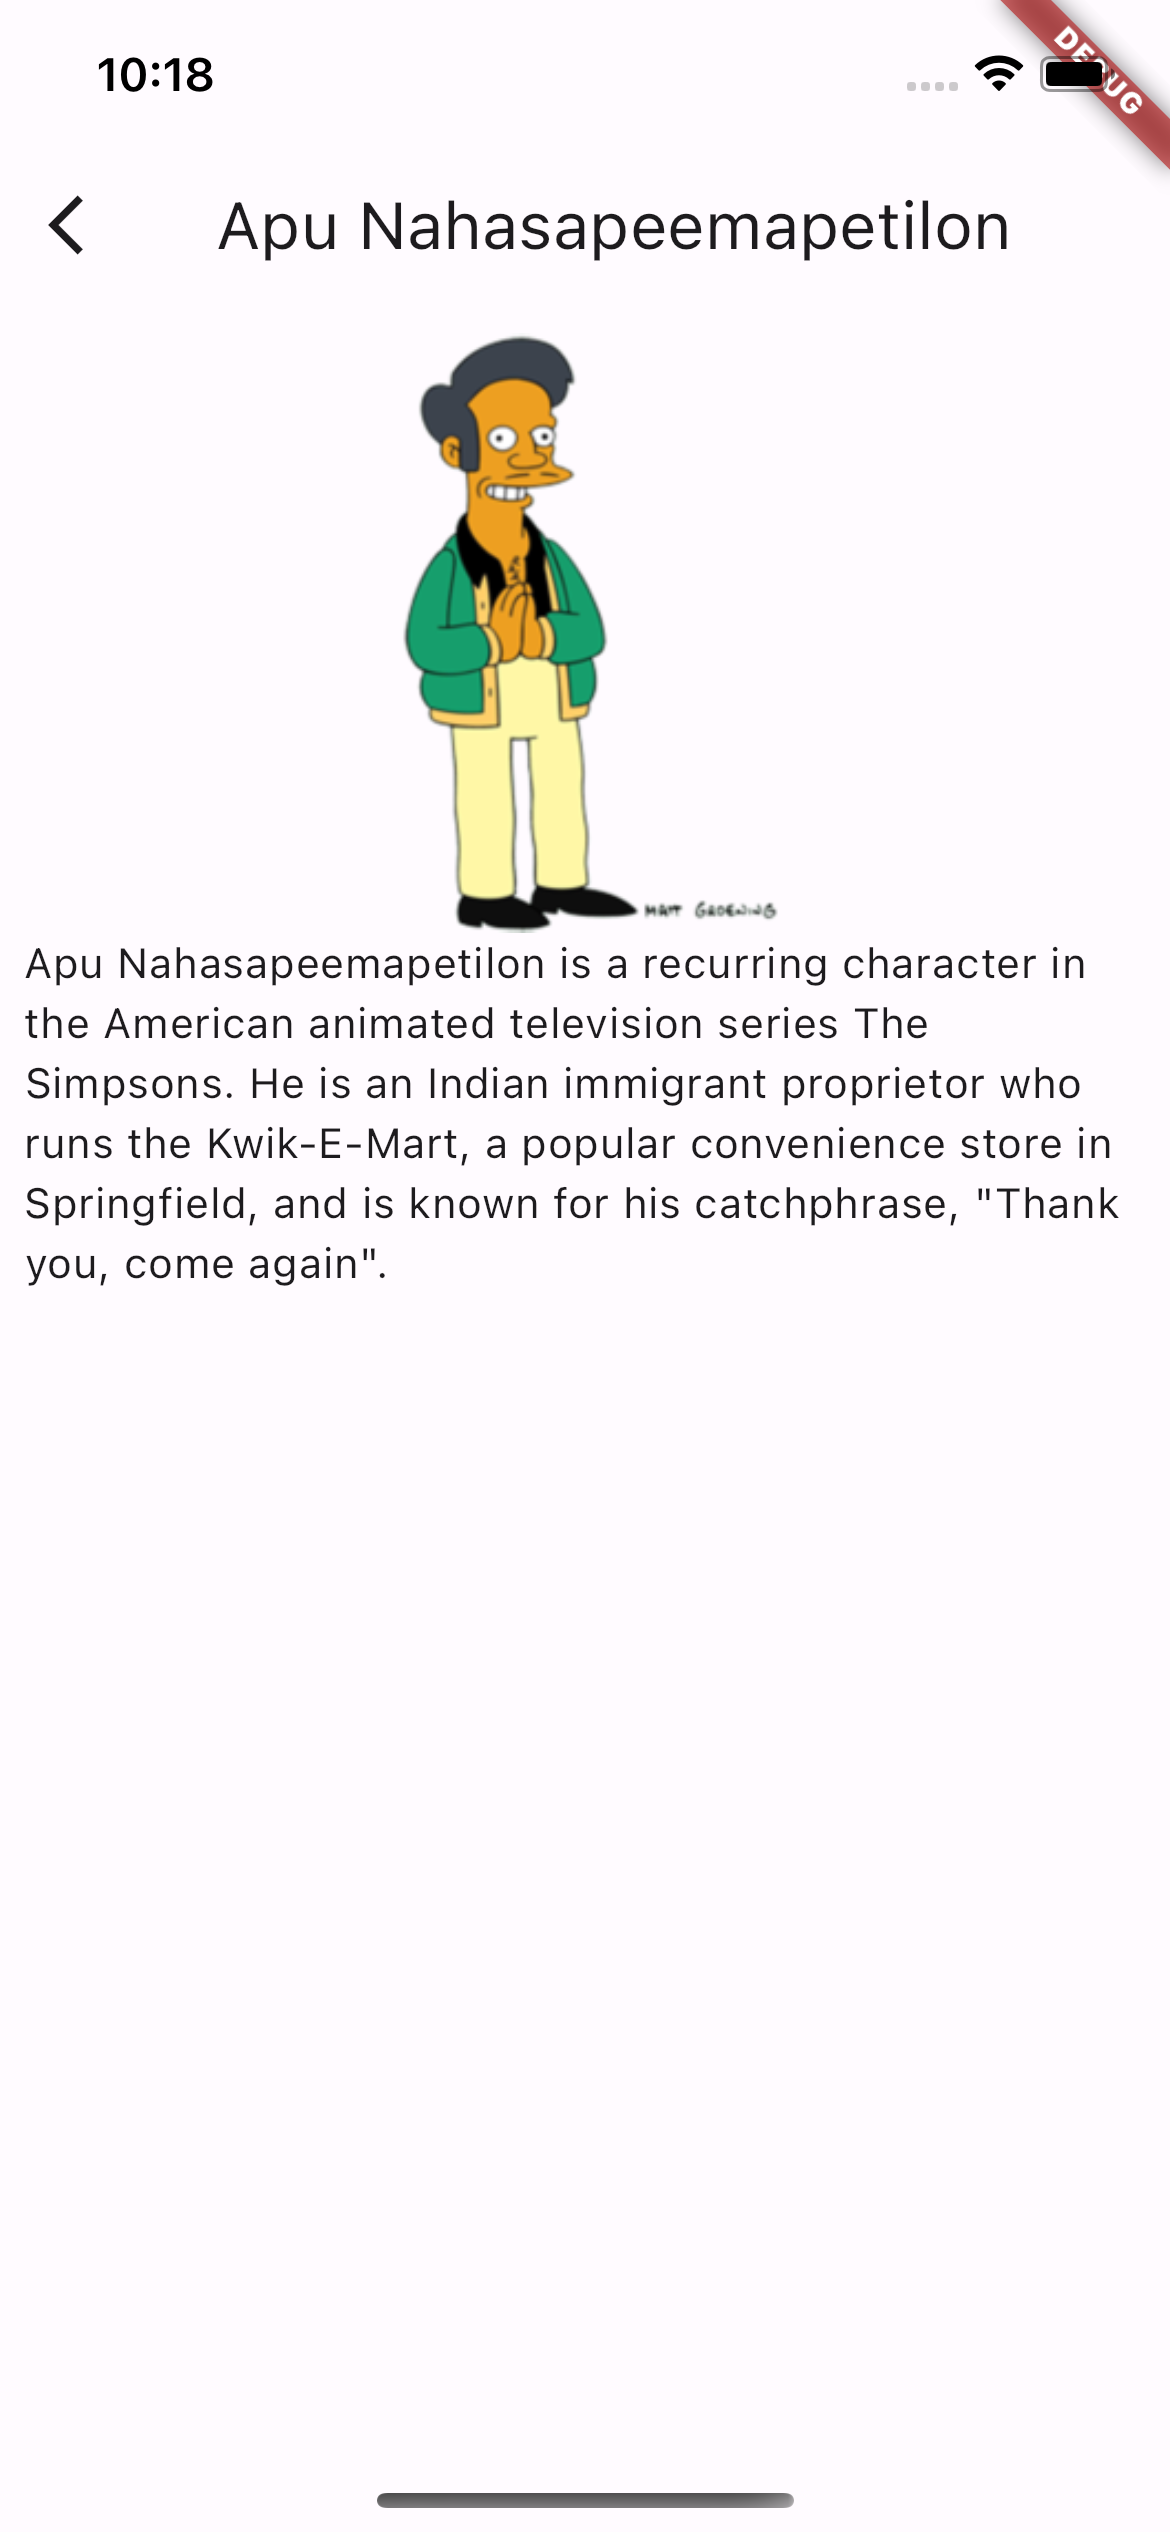 10:18
DEBUG
Apu Nahasapeemapetilon
MATT GROENING
Apu Nahasapeemapetilon is a recurring character in
the American animated television series The
Simpsons. He is an Indian immigrant proprietor who
runs the Kwik-E-Mart, a popular convenience store in
Springfield, and is known for his catchphrase, "Thank
you, come again".